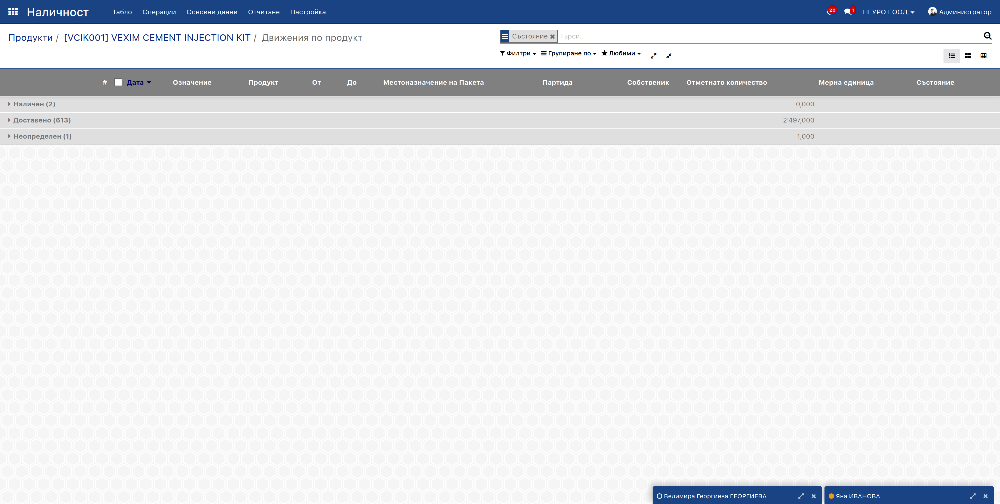 Наличност Табло Операции Основни данни Отчитане Настройка 20 1 НЕУРО ЕООД Администратор
Продукти / [VCIK001] VEXIM CEMENT INJECTION KIT / Движения по продукт
Състояние Търси...
Филтри Групиране по Любими
# Дата Означение Продукт От До Местоназначение на Пакета Партида Собственик Отметнато количество Мерна единица Състояние
Наличен (2) 0,000
Доставено (613) 2'497,000
Неопределен (1) 1,000
Велимира Георгиева ГЕОРГИЕВА Яна ИВАНОВА